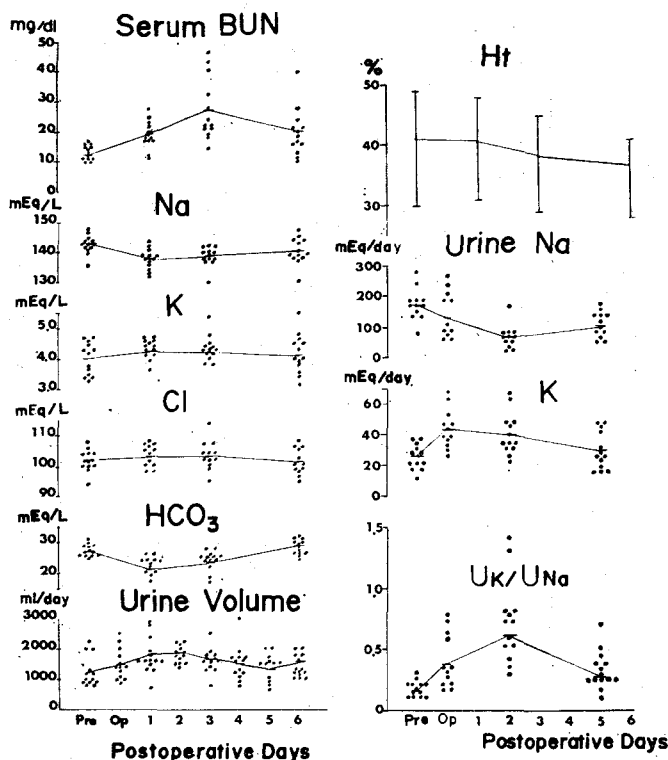 mg/dl
Serum BUN
50
40
30
20
10
0
mEq/L
Na
150
140
130
mEq/L
K
5.0
4.0
3.0
mEq/L
Cl
110
100
90
mEq/L
HCO3
30
20
ml/day
Urine Volume
3000
2000
1000
Pre Op 1 2 3 4 5 6
Postoperative Days
%
Ht
50
40
30
mEq/day
Urine Na
300
200
100
0
mEq/day
K
60
40
20
0
1.5
UK/UNa
1.0
0.5
0
Pre Op 1 2 3 4 5 6
Postoperative Days